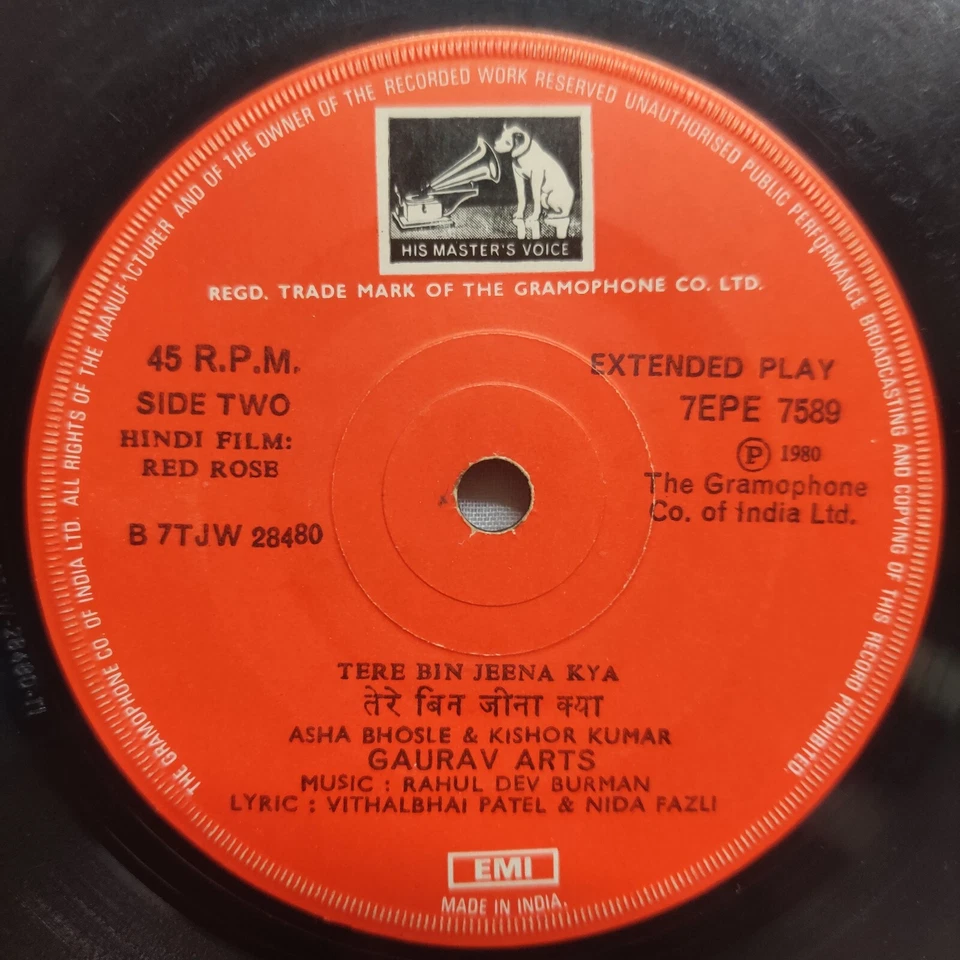 THE GRAMOPHONE CO. OF INDIA LTD. ALL RIGHTS OF THE MANUFACTURER AND OF THE OWNER OF THE RECORDED WORK RESERVED UNAUTHORISED PUBLIC PERFORMANCE BROADCASTING AND COPYING OF THIS RECORD PROHIBITED.
HIS MASTER'S VOICE
REGD. TRADE MARK OF THE GRAMOPHONE CO. LTD.
45 R.P.M.
SIDE TWO
HINDI FILM:
RED ROSE
B 7TJW 28480
EXTENDED PLAY
7EPE 7589
Ⓟ 1980
The Gramophone
Co. of India Ltd.
TERE BIN JEENA KYA
तेरे बिन जीना क्या
ASHA BHOSLE & KISHOR KUMAR
GAURAV ARTS
MUSIC : RAHUL DEV BURMAN
LYRIC : VITHALBHAI PATEL & NIDA FAZLI
EMI
MADE IN INDIA.